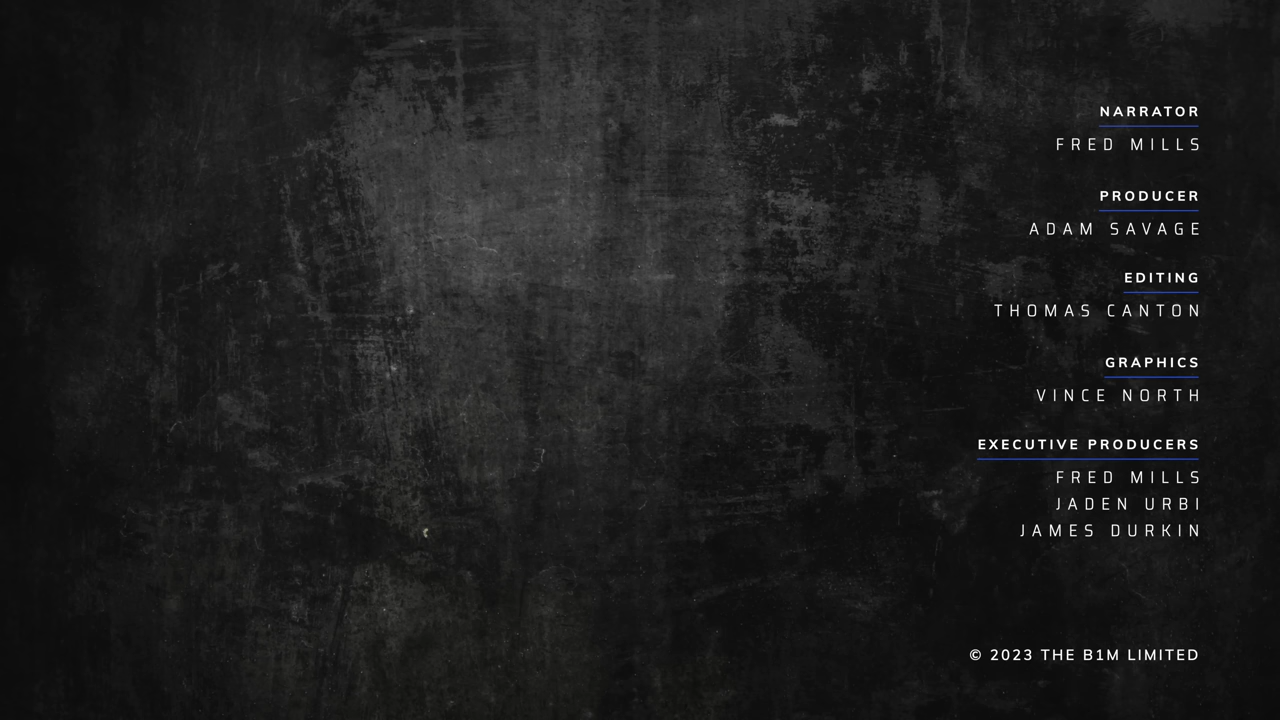 NARRATOR
FRED MILLS
PRODUCER
ADAM SAVAGE
EDITING
THOMAS CANTON
GRAPHICS
VINCE NORTH
EXECUTIVE PRODUCERS
FRED MILLS
JADEN URBI
JAMES DURKIN
© 2023 THE B1M LIMITED